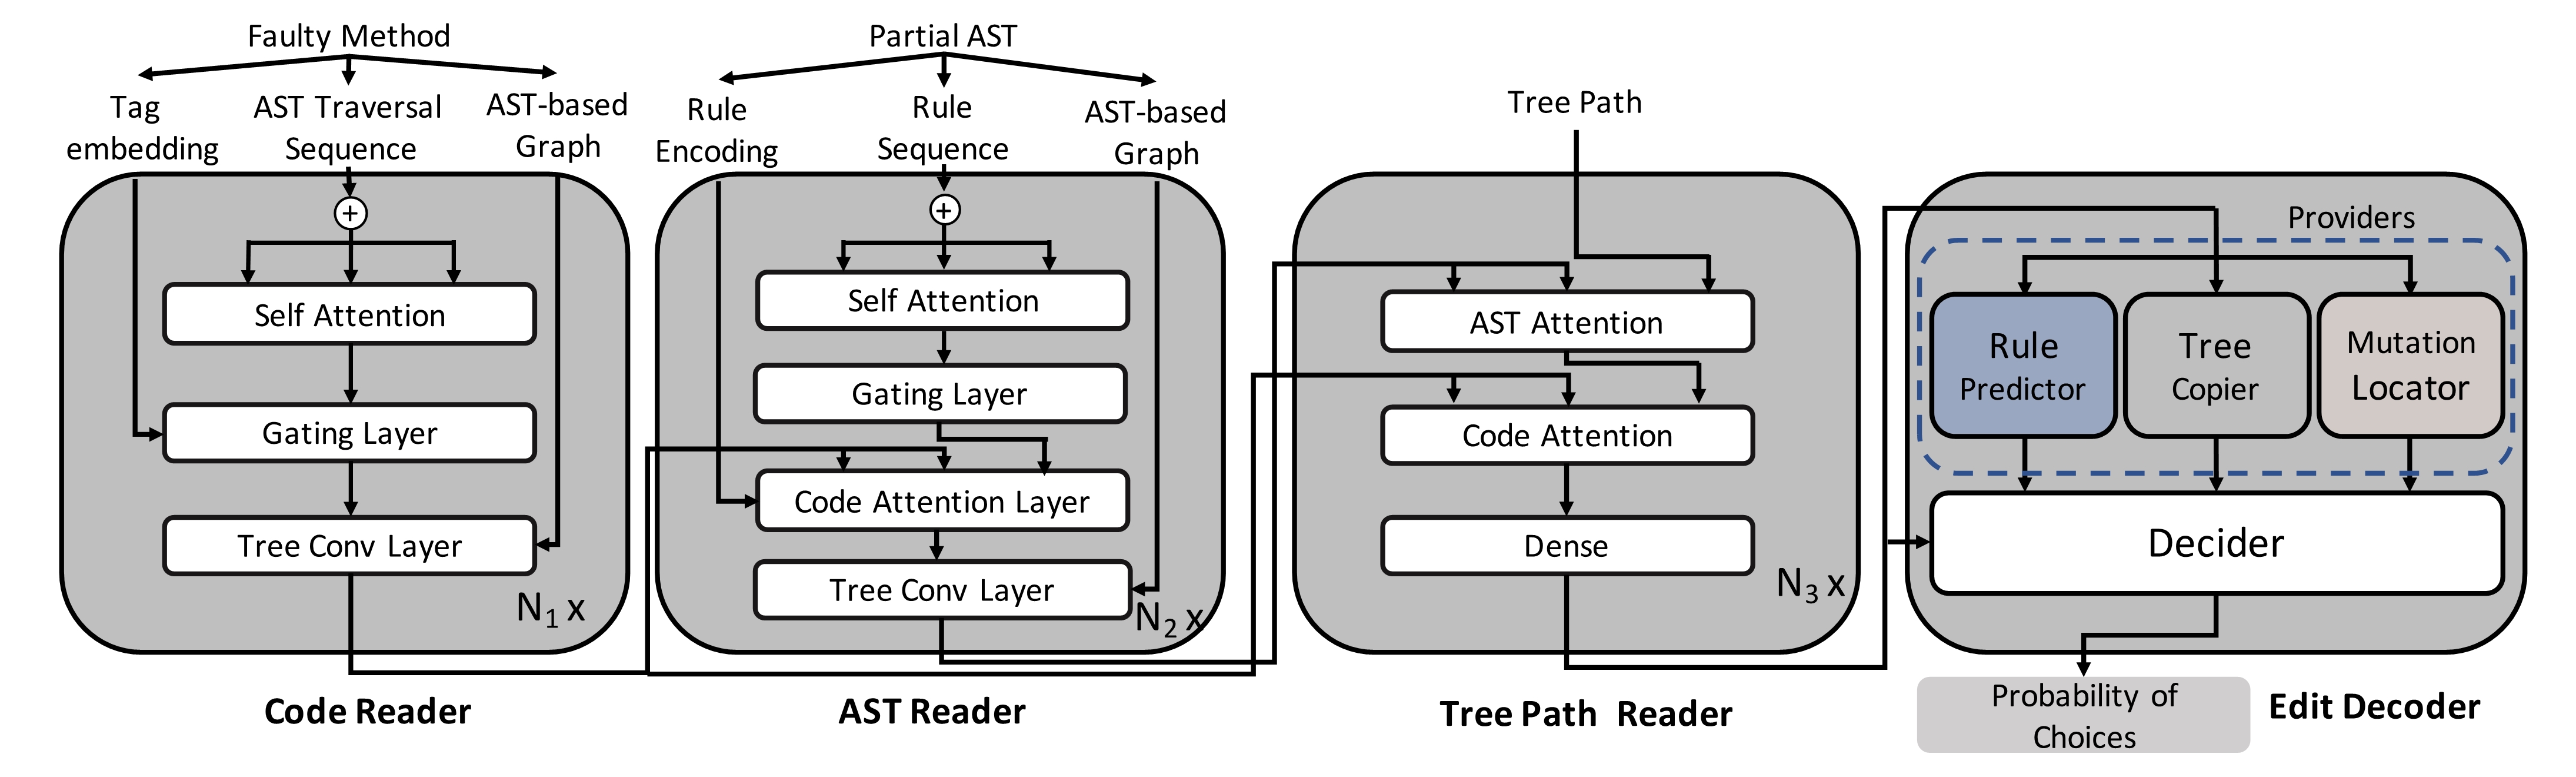 Faulty Method
Tag
embedding
AST Traversal
Sequence
AST-based
Graph
+
Self Attention
Gating Layer
Tree Conv Layer
N1 x
Code Reader
Partial AST
Rule
Encoding
Rule
Sequence
AST-based
Graph
+
Self Attention
Gating Layer
Code Attention Layer
Tree Conv Layer
N2 x
AST Reader
Tree Path
AST Attention
Code Attention
Dense
N3 x
Tree Path Reader
Providers
Rule
Predictor
Tree
Copier
Mutation
Locator
Decider
Probability of
Choices
Edit Decoder